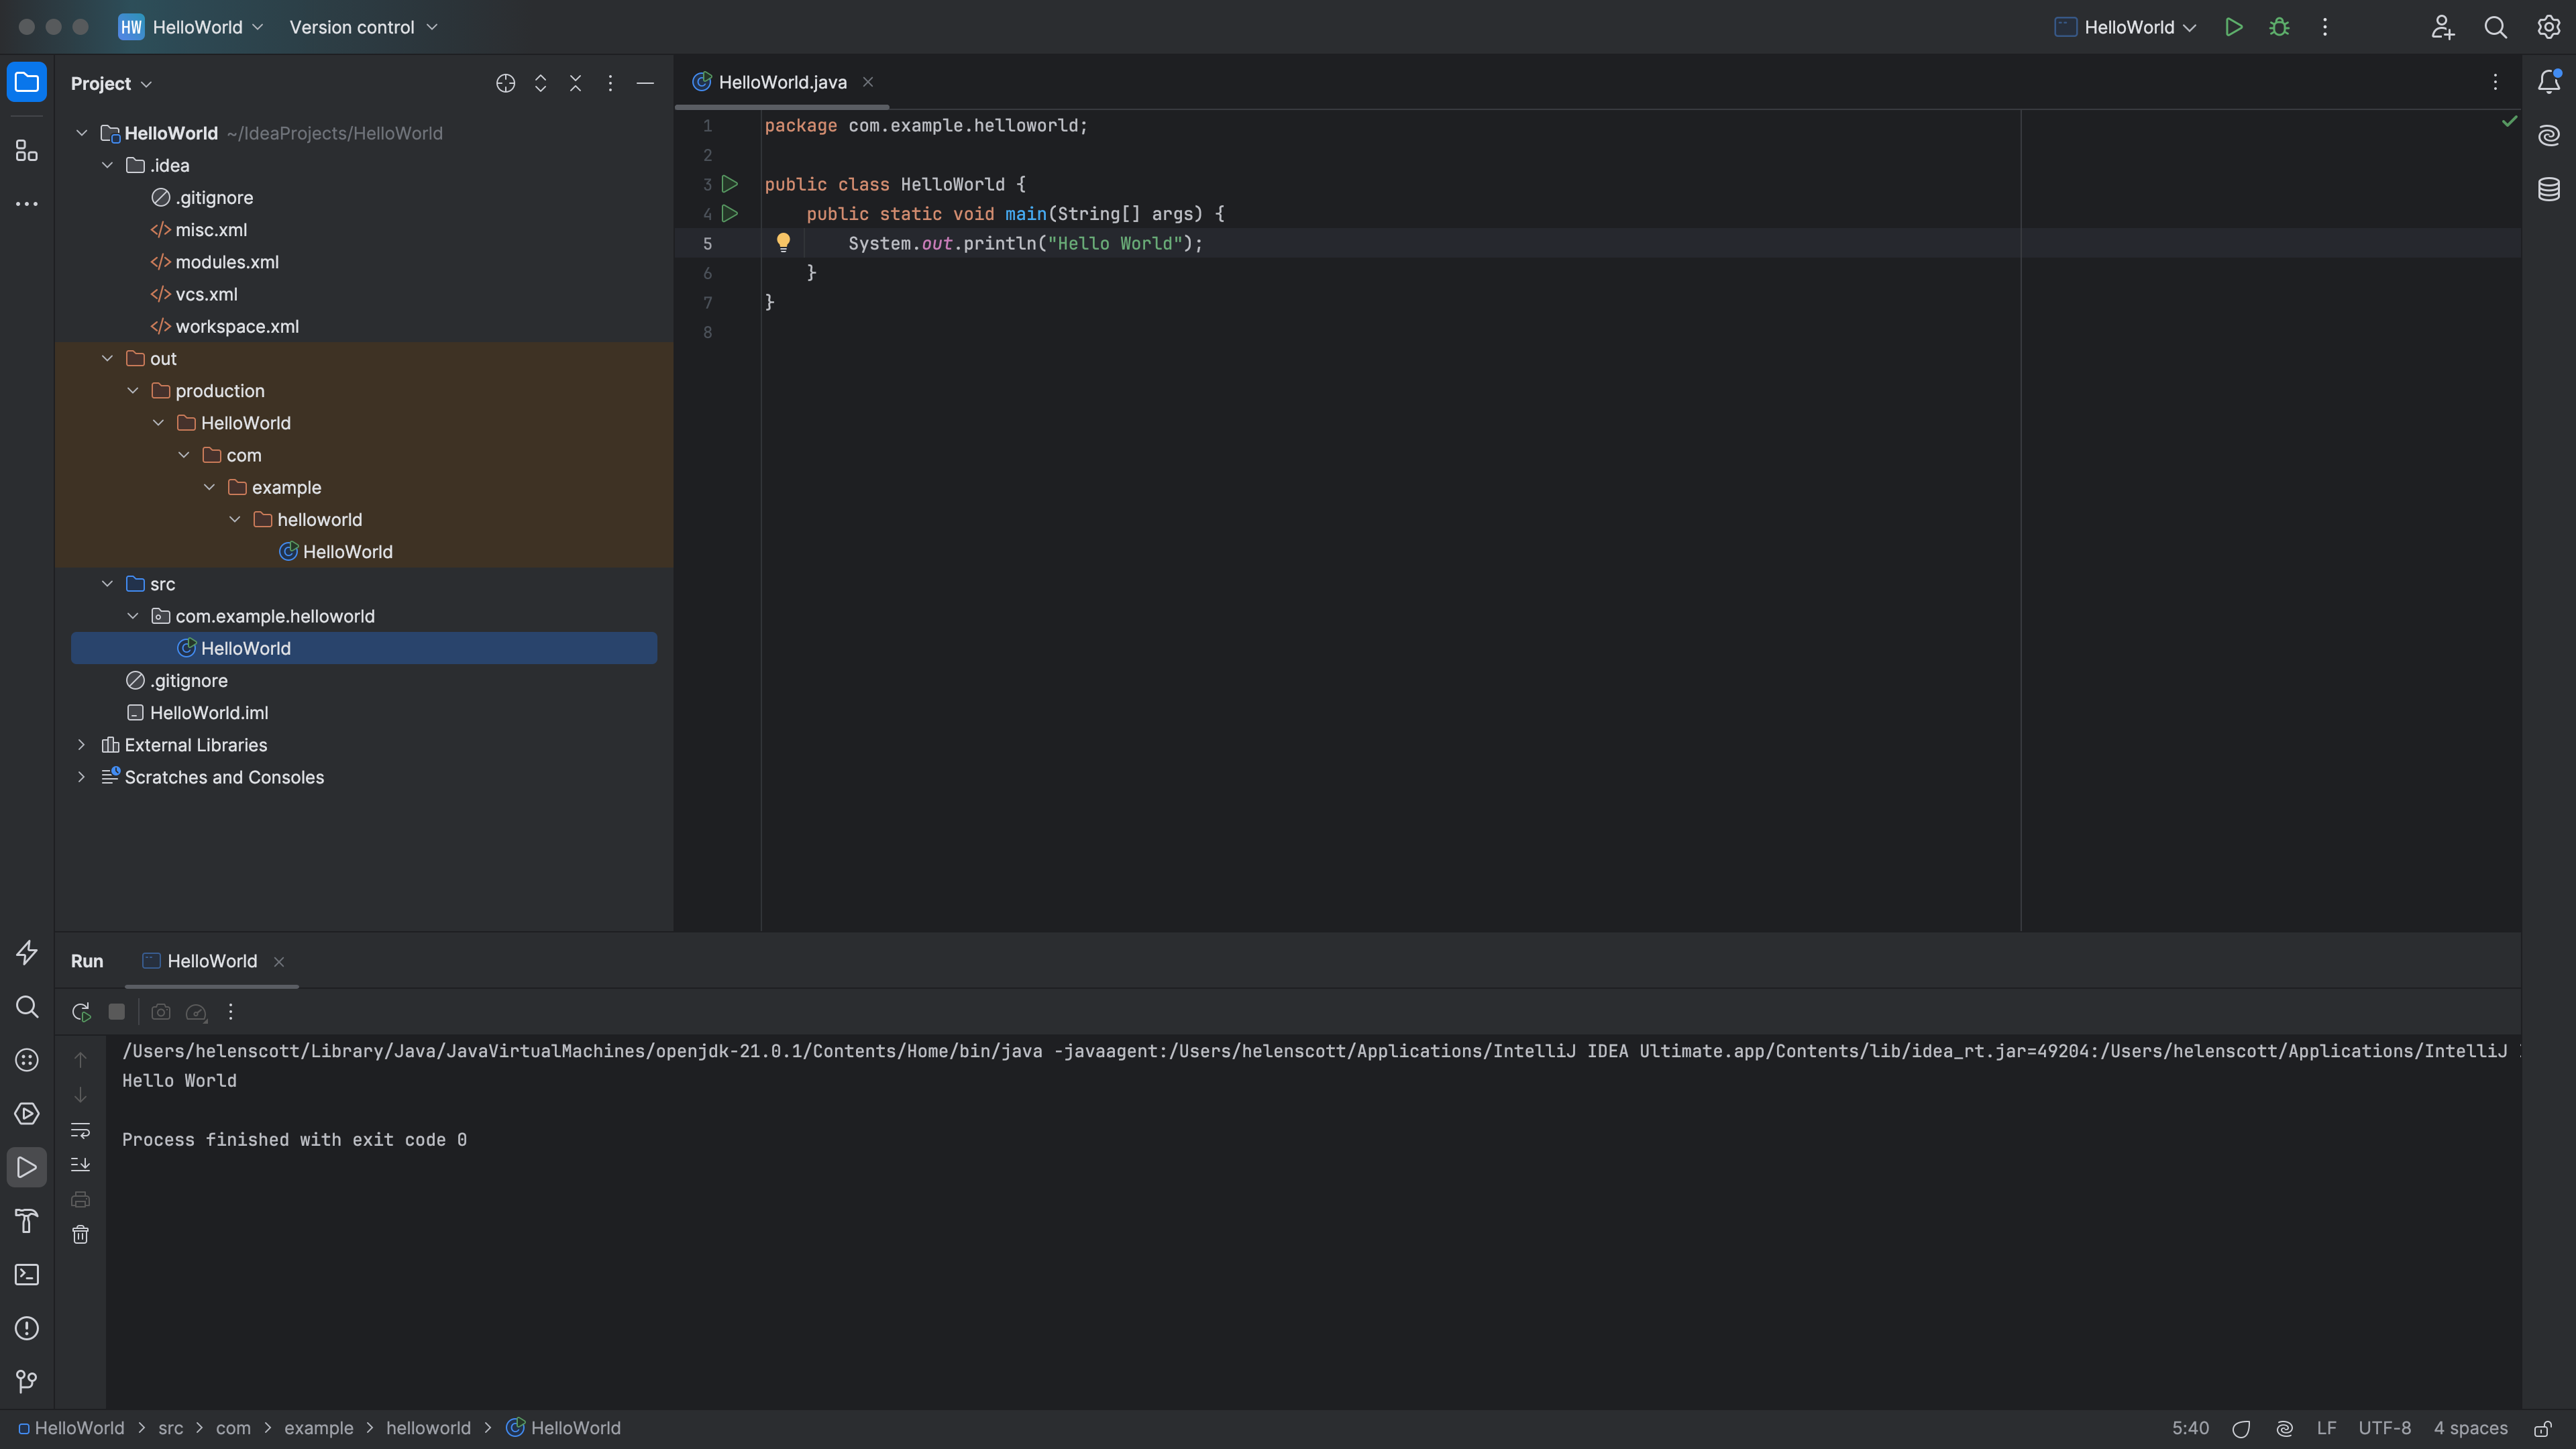 HW HelloWorld Version control HelloWorld
Project
HelloWorld.java
HelloWorld ~/IdeaProjects/HelloWorld
.idea
.gitignore
misc.xml
modules.xml
vcs.xml
workspace.xml
out
production
HelloWorld
com
example
helloworld
HelloWorld
src
com.example.helloworld
HelloWorld
.gitignore
HelloWorld.iml
External Libraries
Scratches and Consoles
1 package com.example.helloworld;
2
3 public class HelloWorld {
4 public static void main(String[] args) {
5 System.out.println("Hello World");
6 }
7 }
8
Run HelloWorld
/Users/helenscott/Library/Java/JavaVirtualMachines/openjdk-21.0.1/Contents/Home/bin/java -javaagent:/Users/helenscott/Applications/IntelliJ IDEA Ultimate.app/Contents/lib/idea_rt.jar=49204:/Users/helenscott/Applications/IntelliJ
Hello World
Process finished with exit code 0
HelloWorld > src > com > example > helloworld > HelloWorld 5:40 LF UTF-8 4 spaces